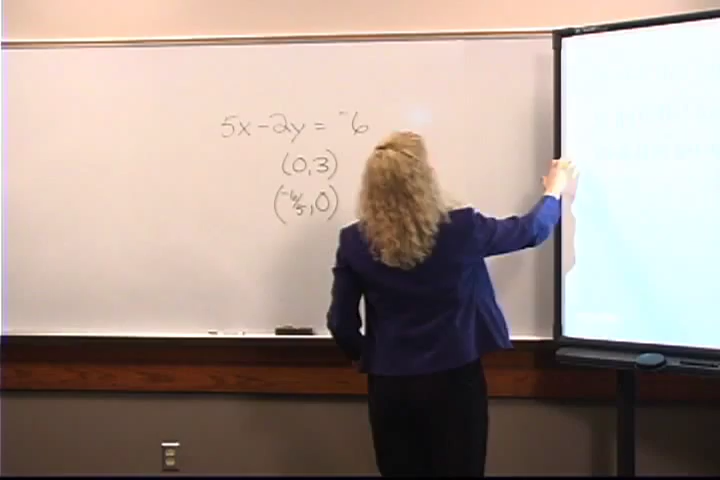 5x - 2y = ⁻6
(0,3)
(⁻6/5,0)